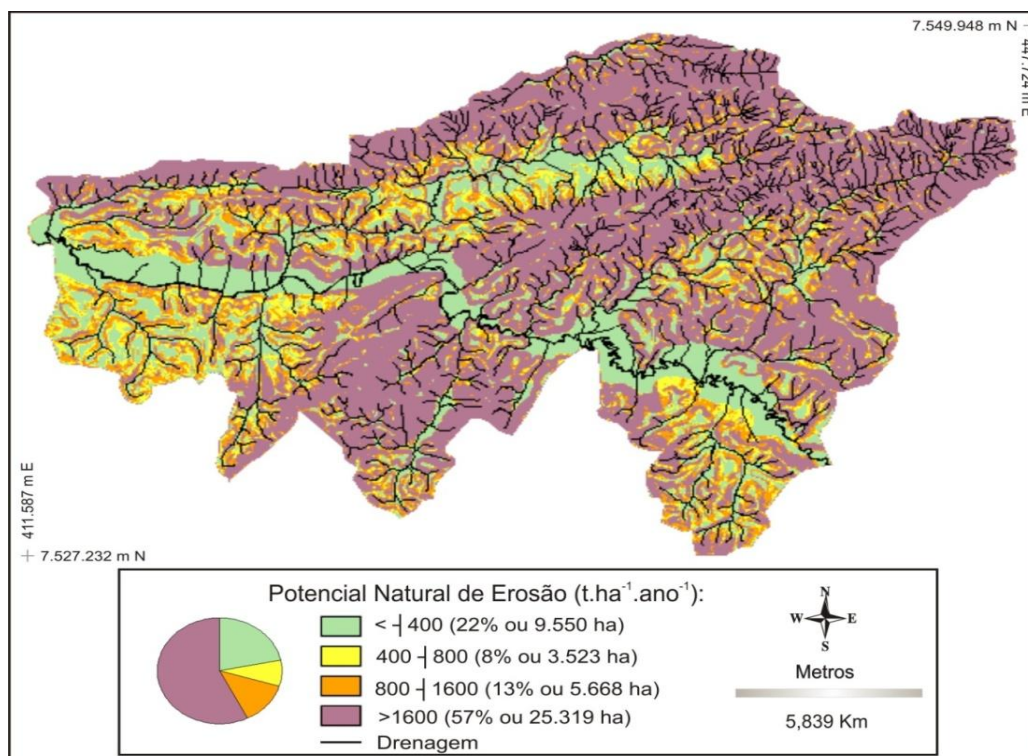 7.549.948 m N
447.724 m E
411.587 m E
7.527.232 m N
Potencial Natural de Erosão (t.ha⁻¹.ano⁻¹):
< ┤400 (22% ou 9.550 ha)
400 ┤800 (8% ou 3.523 ha)
800 ┤1600 (13% ou 5.668 ha)
>1600 (57% ou 25.319 ha)
Drenagem
N
W E
S
Metros
5,839 Km